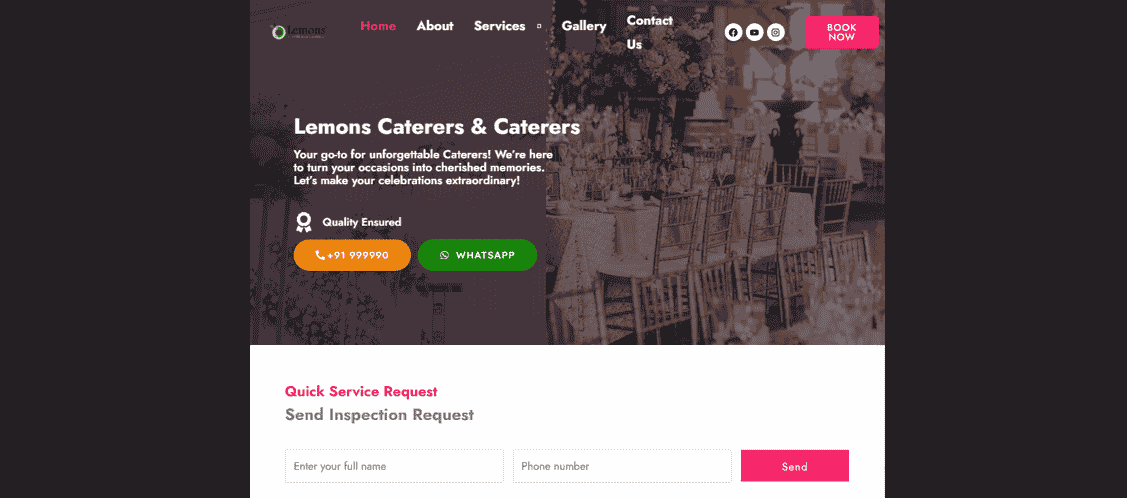 Lemons
Home
About
Services
Gallery
Contact
Us
BOOK
NOW
Lemons Caterers & Caterers
Your go-to for unforgettable Caterers! We're here
to turn your occasions into cherished memories.
Let's make your celebrations extraordinary!
Quality Ensured
+91 999990
WHATSAPP
Quick Service Request
Send Inspection Request
Enter your full name
Phone number
Send